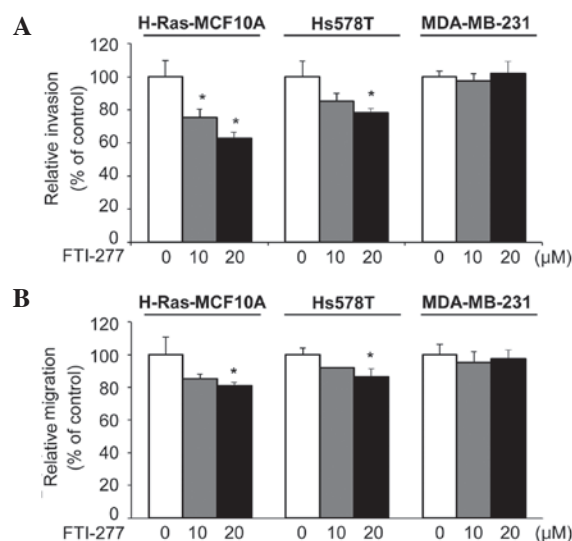 A
H-Ras-MCF10A Hs578T MDA-MB-231
Relative invasion
(% of control)
120
100
80
60
40
20
0
* * *
FTI-277 0 10 20 0 10 20 0 10 20 (µM)
B
H-Ras-MCF10A Hs578T MDA-MB-231
Relative migration
(% of control)
120
100
80
60
40
20
0
* *
FTI-277 0 10 20 0 10 20 0 10 20 (µM)